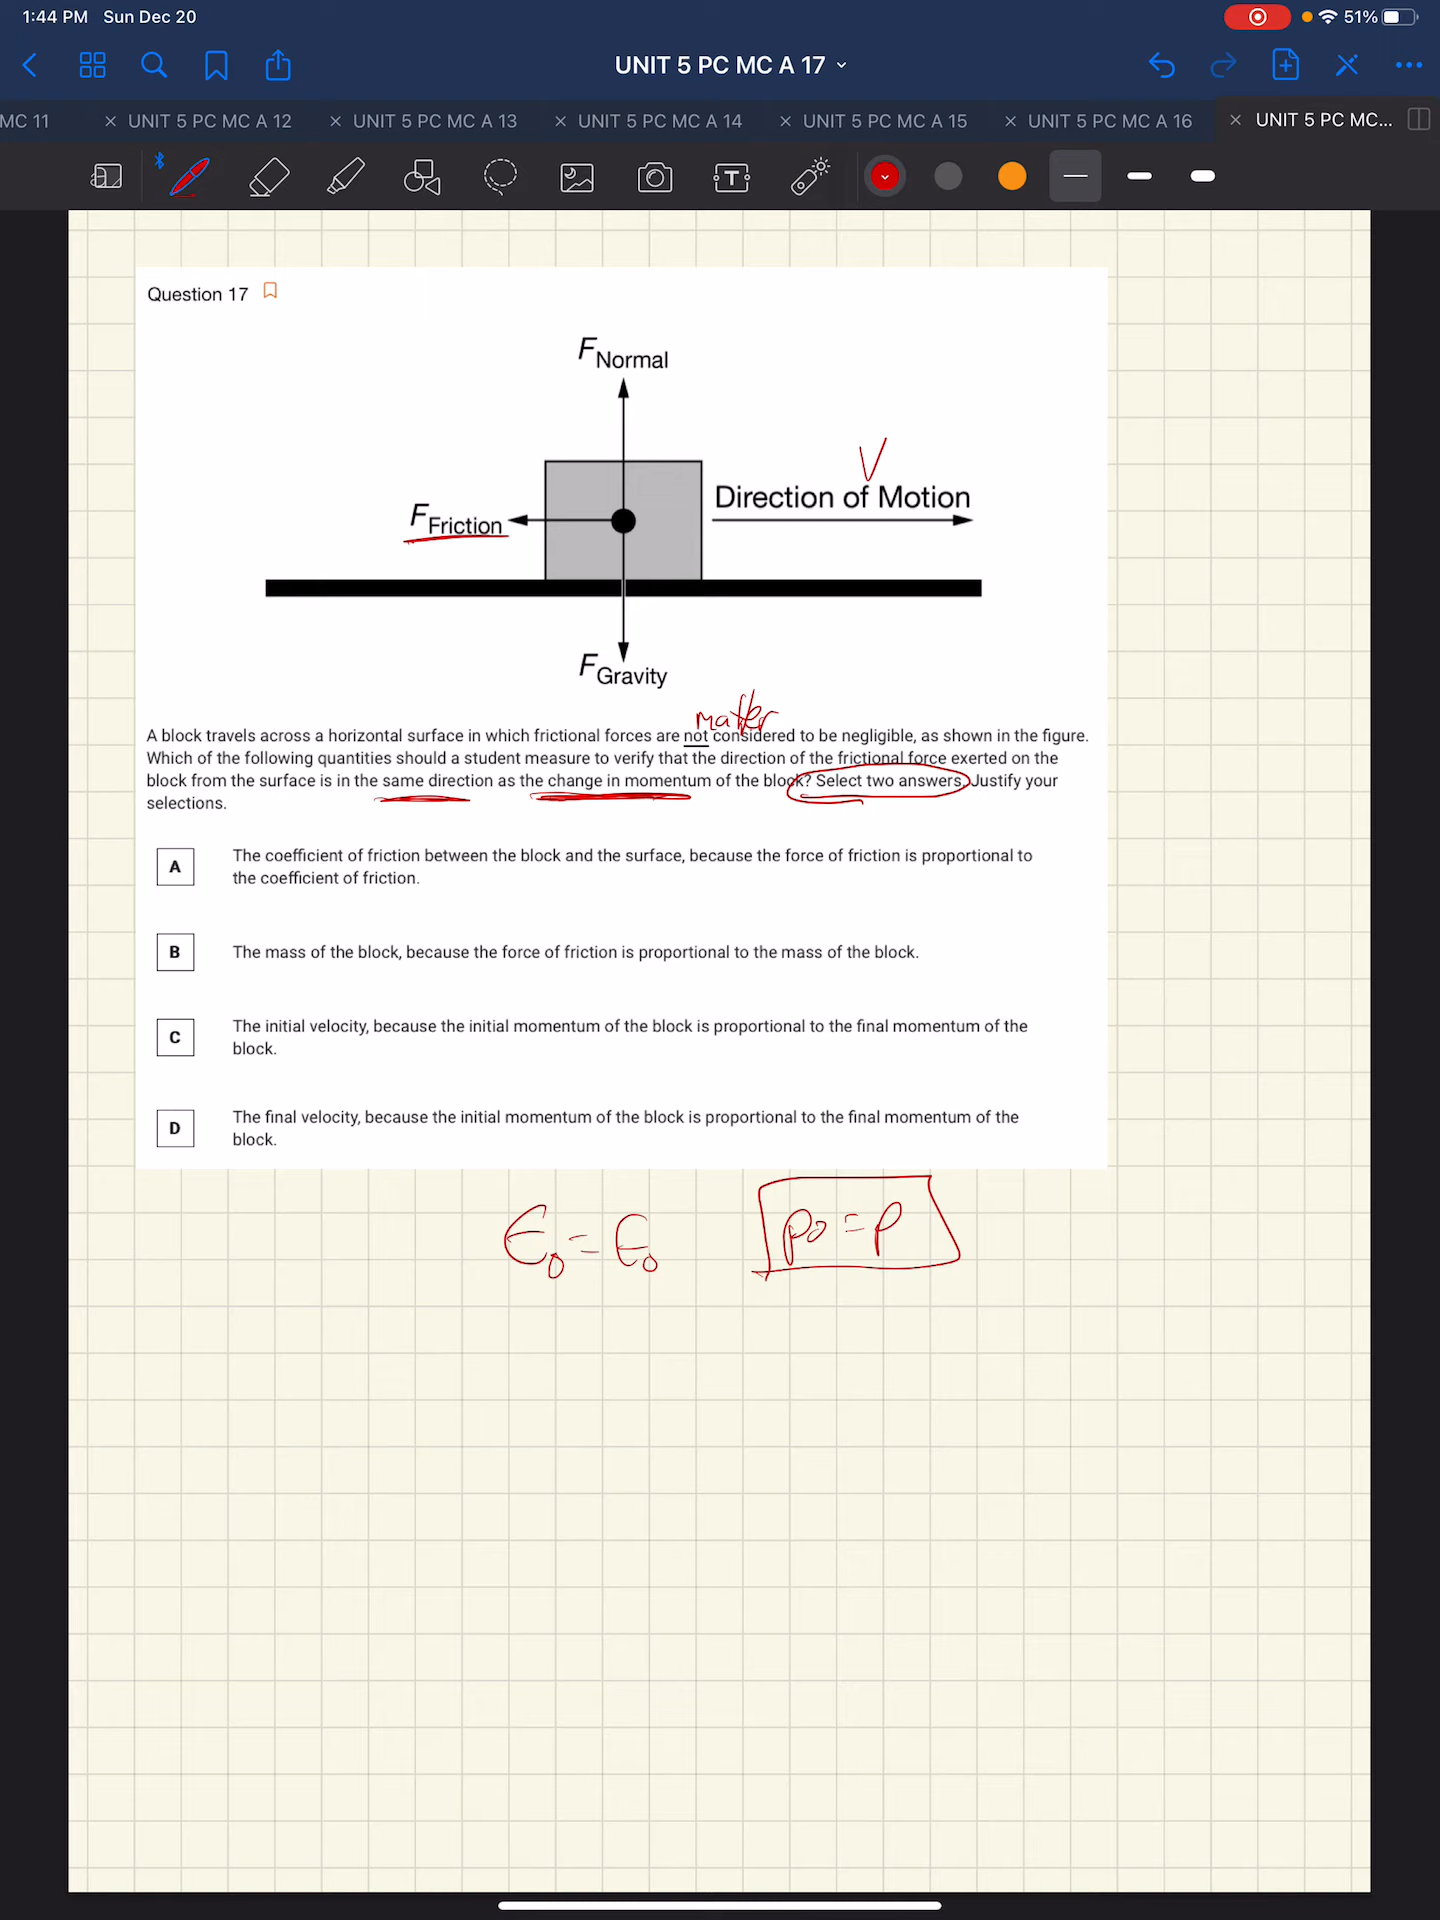 1:44 PM Sun Dec 20
51%
UNIT 5 PC MC A 17
MC 11
UNIT 5 PC MC A 12
UNIT 5 PC MC A 13
UNIT 5 PC MC A 14
UNIT 5 PC MC A 15
UNIT 5 PC MC A 16
UNIT 5 PC MC...
Question 17
F Normal
V
Direction of Motion
F Friction
F Gravity
matter
A block travels across a horizontal surface in which frictional forces are not considered to be negligible, as shown in the figure.
Which of the following quantities should a student measure to verify that the direction of the frictional force exerted on the
block from the surface is in the same direction as the change in momentum of the block? Select two answers. Justify your
selections.
A
The coefficient of friction between the block and the surface, because the force of friction is proportional to
the coefficient of friction.
B
The mass of the block, because the force of friction is proportional to the mass of the block.
C
The initial velocity, because the initial momentum of the block is proportional to the final momentum of the
block.
D
The final velocity, because the initial momentum of the block is proportional to the final momentum of the
block.
E0 = E0 p0 = p